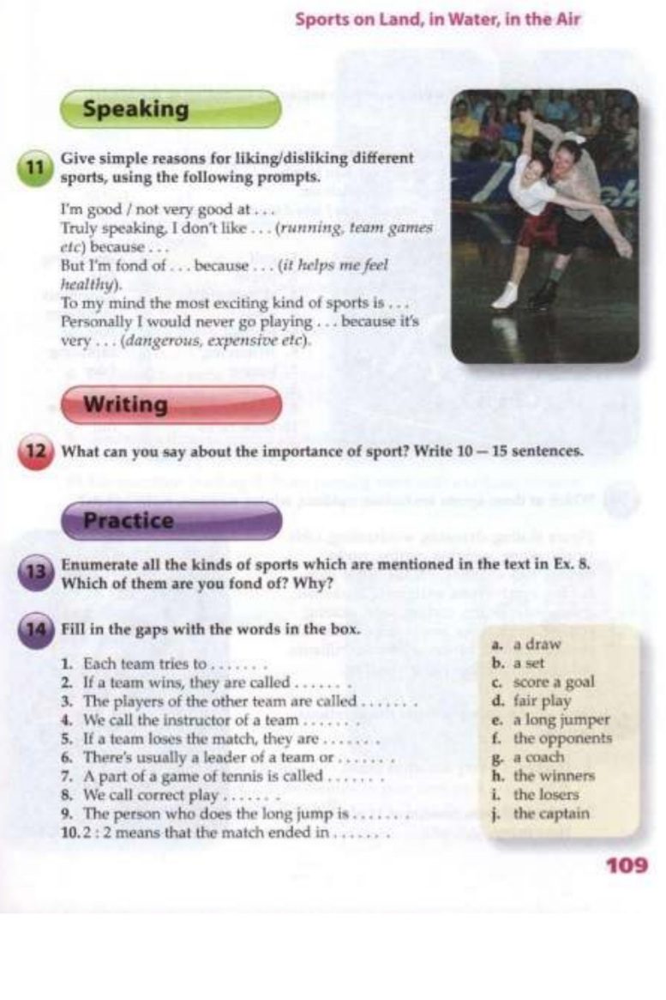 Sports on Land, in Water, in the Air
Speaking
11 Give simple reasons for liking/disliking different
sports, using the following prompts.
I'm good / not very good at . . .
Truly speaking, I don't like . . . (running, team games
etc) because . . .
But I'm fond of . . . because . . . (it helps me feel
healthy).
To my mind the most exciting kind of sports is . . .
Personally I would never go playing . . . because it's
very . . . (dangerous, expensive etc).
Writing
12 What can you say about the importance of sport? Write 10 — 15 sentences.
Practice
13 Enumerate all the kinds of sports which are mentioned in the text in Ex. 8.
Which of them are you fond of? Why?
14 Fill in the gaps with the words in the box.
1. Each team tries to . . . . . . .
2. If a team wins, they are called . . . . . . .
3. The players of the other team are called . . . . . . .
4. We call the instructor of a team . . . . . . .
5. If a team loses the match, they are . . . . . . .
6. There's usually a leader of a team or . . . . . . .
7. A part of a game of tennis is called . . . . . . .
8. We call correct play . . . . . . .
9. The person who does the long jump is . . . . . . .
10. 2 : 2 means that the match ended in . . . . . . .
a. a draw
b. a set
c. score a goal
d. fair play
e. a long jumper
f. the opponents
g. a coach
h. the winners
i. the losers
j. the captain
109